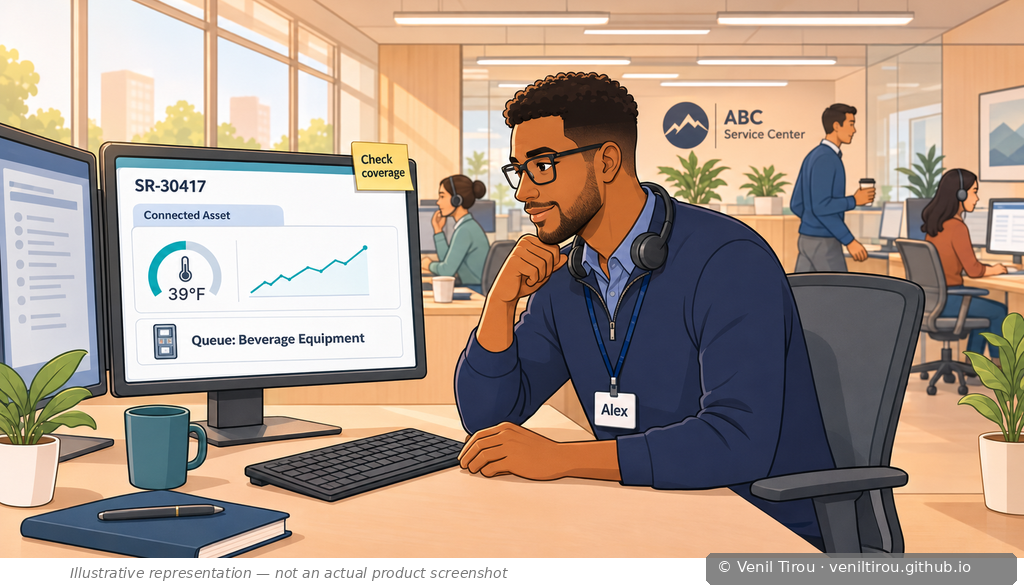 ABC
Service Center
Check
coverage
SR-30417
Connected Asset
39°F
Queue: Beverage Equipment
Alex
Illustrative representation — not an actual product screenshot
© Venil Tirou · veniltirou.github.io